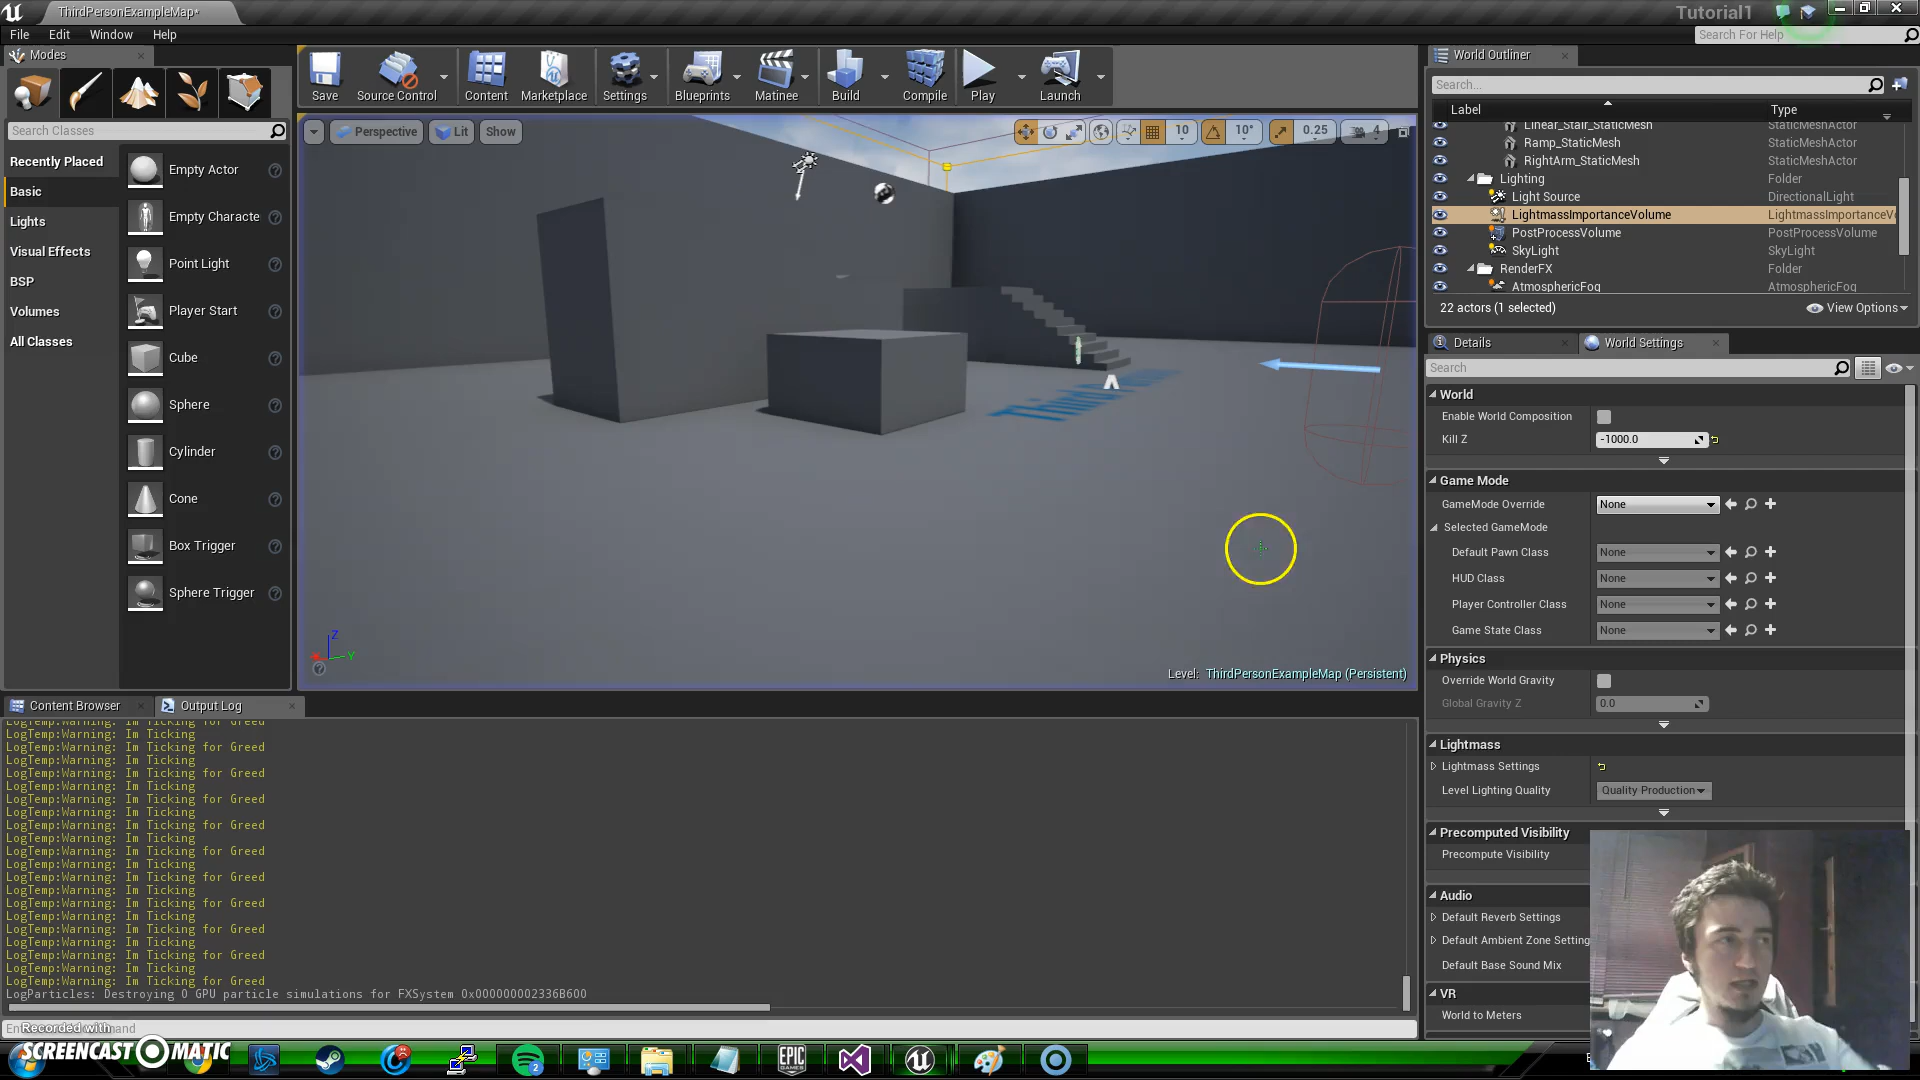 ThirdPersonExampleMap*
Tutorial1
File Edit Window Help
Search For Help
Modes
Save Source Control Content Marketplace Settings Blueprints Matinee Build Compile Play Launch
World Outliner
Search...
Label Type
Linear_Stair_StaticMesh StaticMeshActor
Ramp_StaticMesh StaticMeshActor
RightArm_StaticMesh StaticMeshActor
Lighting Folder
Light Source DirectionalLight
LightmassImportanceVolume LightmassImportanceV
PostProcessVolume PostProcessVolume
SkyLight SkyLight
RenderFX Folder
AtmosphericFog AtmosphericFog
22 actors (1 selected) View Options
Search Classes
Recently Placed
Basic
Lights
Visual Effects
BSP
Volumes
All Classes
Empty Actor
Empty Characte
Point Light
Player Start
Cube
Sphere
Cylinder
Cone
Box Trigger
Sphere Trigger
Perspective Lit Show
10 10° 0.25 4
Z
Y
Level: ThirdPersonExampleMap (Persistent)
Details World Settings
Search
World
Enable World Composition
Kill Z -1000.0
Game Mode
GameMode Override None
Selected GameMode
Default Pawn Class None
HUD Class None
Player Controller Class None
Game State Class None
Physics
Override World Gravity
Global Gravity Z 0.0
Lightmass
Lightmass Settings
Level Lighting Quality Quality Production
Precomputed Visibility
Precompute Visibility
Audio
Default Reverb Settings
Default Ambient Zone Setting
Default Base Sound Mix
VR
World to Meters
Content Browser Output Log
LogTemp:Warning: Im Ticking for Greed
LogTemp:Warning: Im Ticking
LogTemp:Warning: Im Ticking for Greed
LogTemp:Warning: Im Ticking
LogTemp:Warning: Im Ticking for Greed
LogTemp:Warning: Im Ticking
LogTemp:Warning: Im Ticking for Greed
LogTemp:Warning: Im Ticking
LogTemp:Warning: Im Ticking for Greed
LogTemp:Warning: Im Ticking
LogTemp:Warning: Im Ticking for Greed
LogTemp:Warning: Im Ticking
LogTemp:Warning: Im Ticking for Greed
LogTemp:Warning: Im Ticking
LogTemp:Warning: Im Ticking for Greed
LogTemp:Warning: Im Ticking
LogTemp:Warning: Im Ticking for Greed
LogTemp:Warning: Im Ticking
LogTemp:Warning: Im Ticking for Greed
LogTemp:Warning: Im Ticking
LogTemp:Warning: Im Ticking for Greed
LogParticles: Destroying 0 GPU particle simulations for FXSystem 0x000000002336B600
Recorded with
SCREENCAST MATIC
2
EPIC GAMES